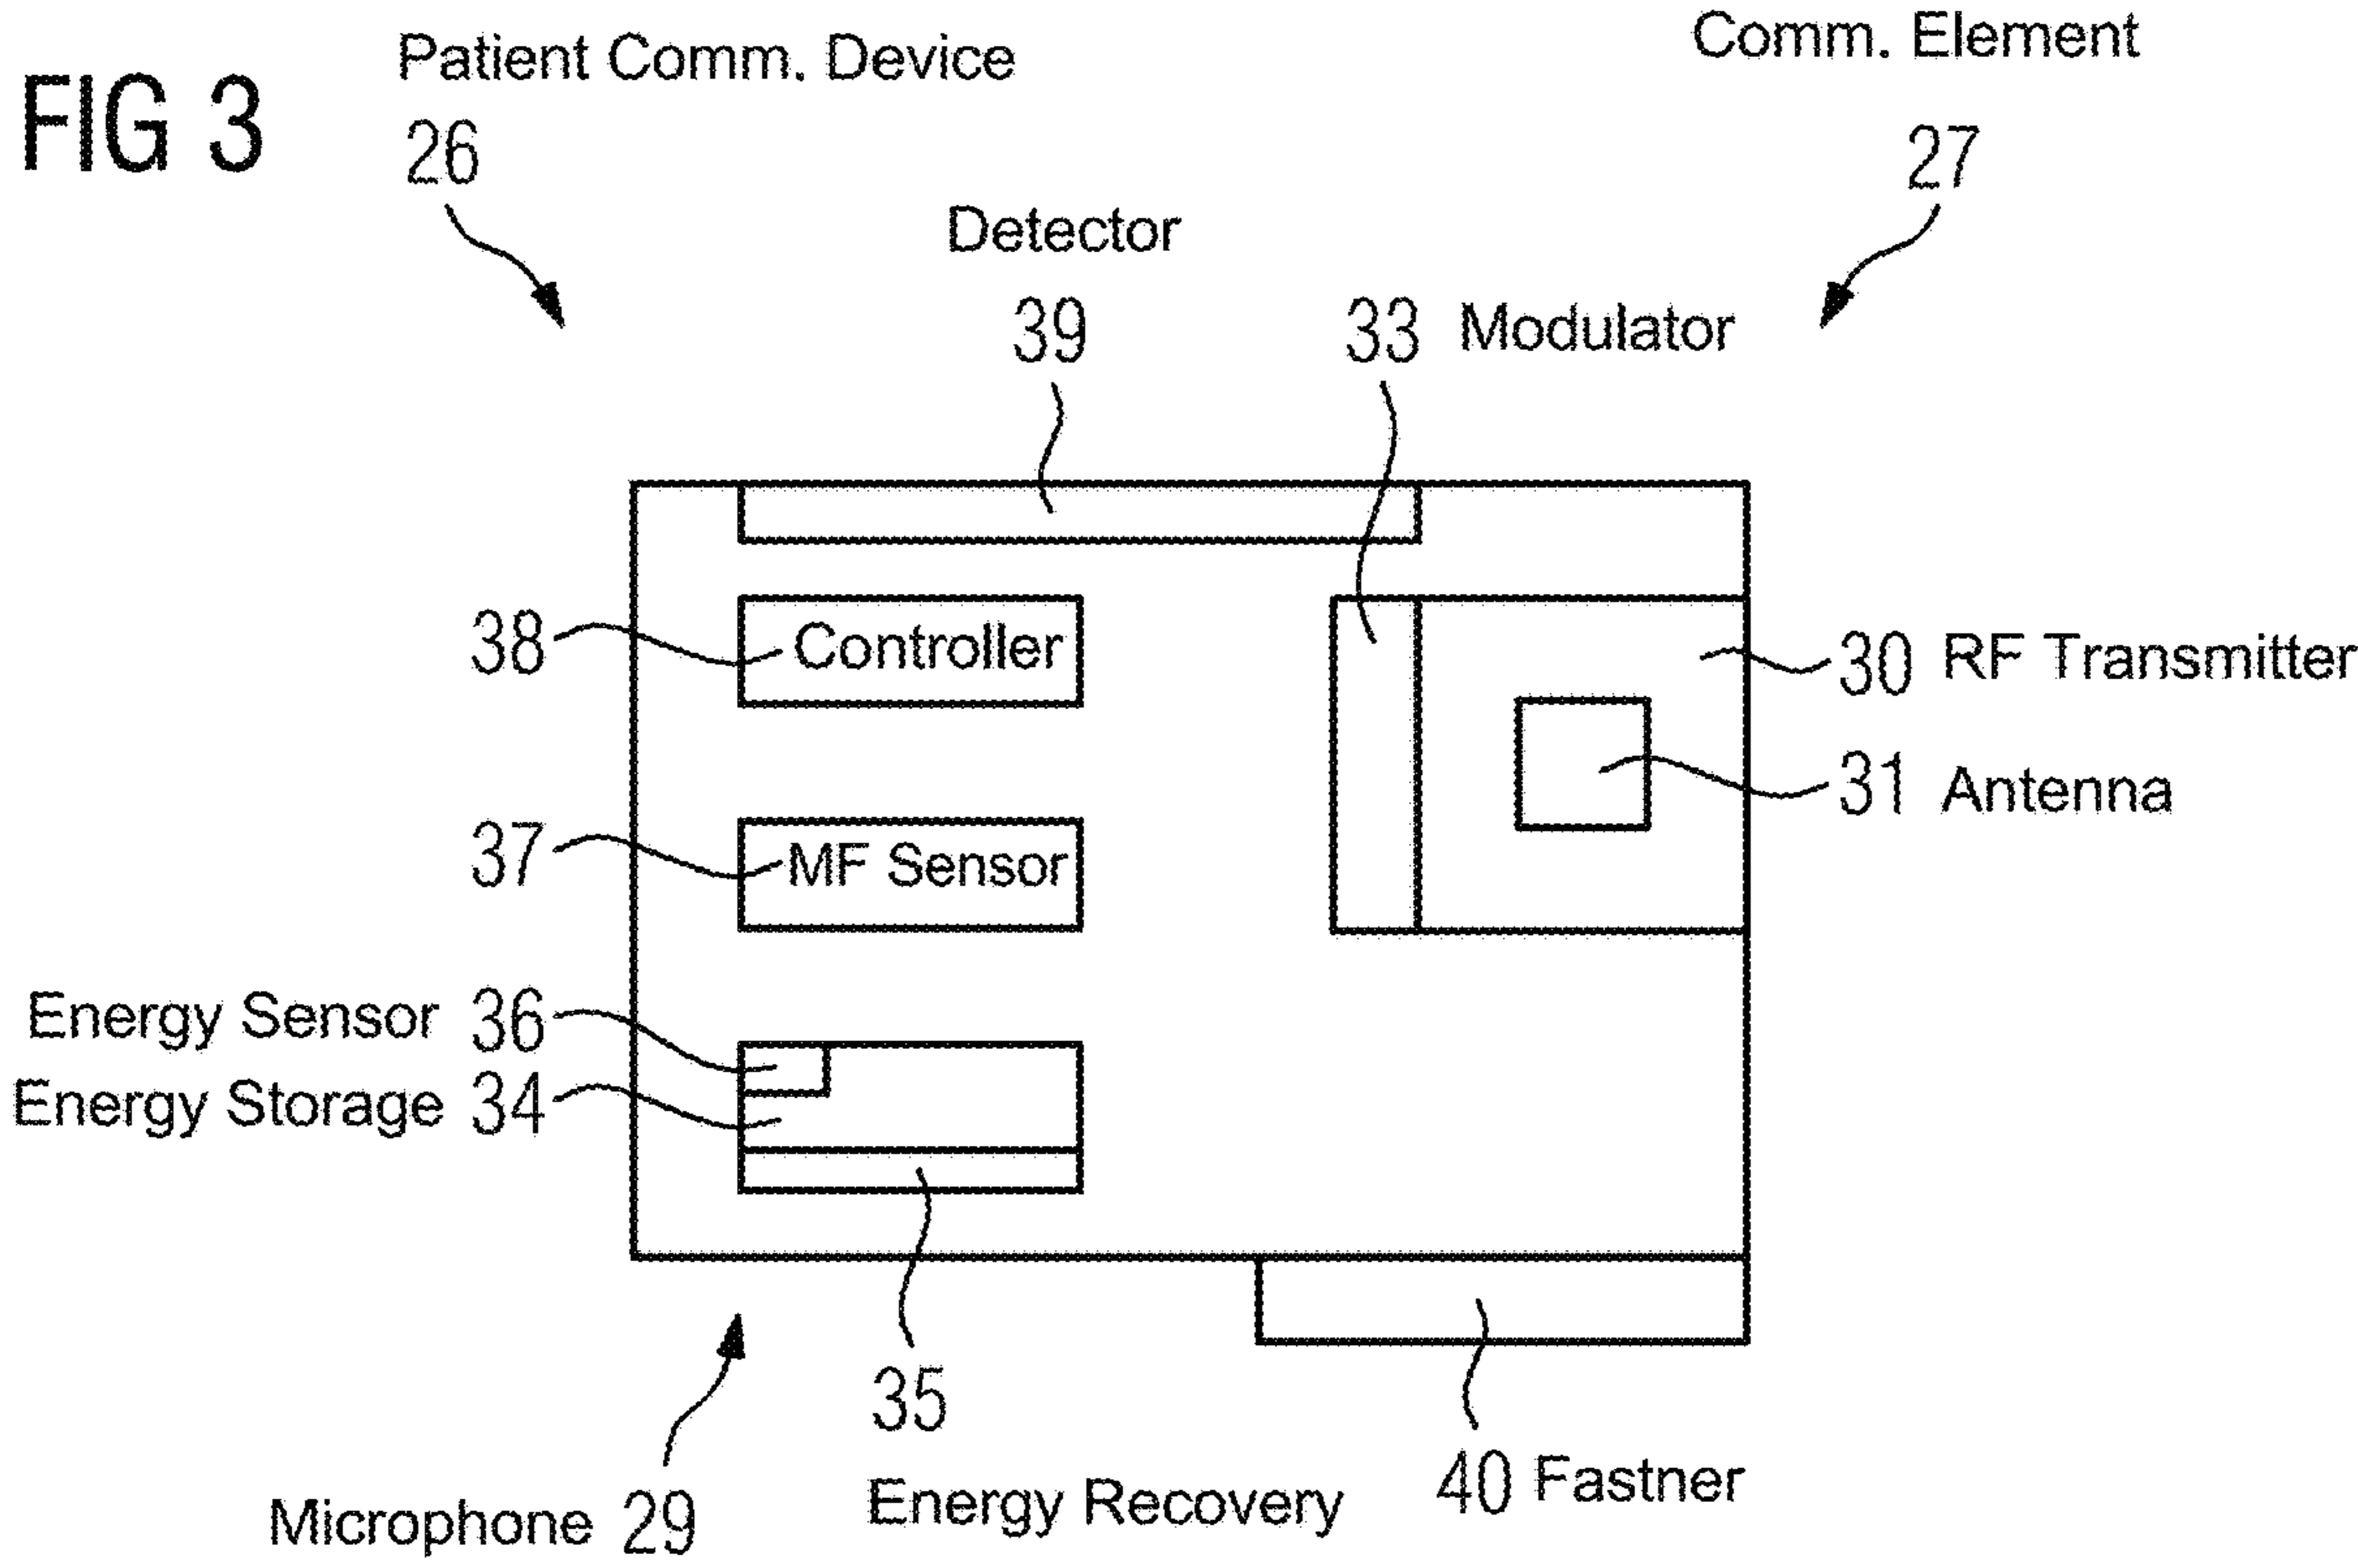 FIG 3
Patient Comm. Device
26
Comm. Element
27
Detector
39
33 Modulator
38
Controller
30 RF Transmitter
31 Antenna
37
MF Sensor
Energy Sensor 36
Energy Storage 34
35
Energy Recovery
40 Fastner
Microphone 29